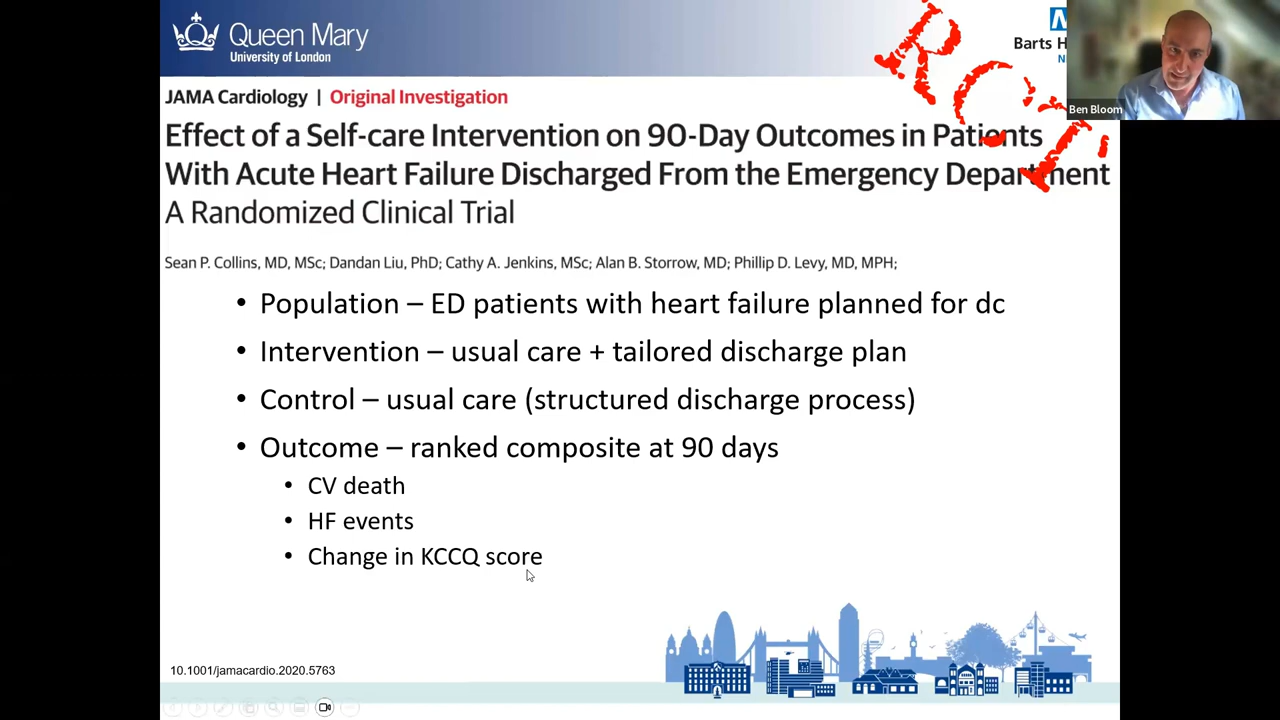 Queen Mary
University of London
Barts H
N
RCT
Ben Bloom
JAMA Cardiology | Original Investigation
Effect of a Self-care Intervention on 90-Day Outcomes in Patients
With Acute Heart Failure Discharged From the Emergency Department
A Randomized Clinical Trial
Sean P. Collins, MD, MSc; Dandan Liu, PhD; Cathy A. Jenkins, MSc; Alan B. Storrow, MD; Phillip D. Levy, MD, MPH;
• Population – ED patients with heart failure planned for dc
• Intervention – usual care + tailored discharge plan
• Control – usual care (structured discharge process)
• Outcome – ranked composite at 90 days
• CV death
• HF events
• Change in KCCQ score
10.1001/jamacardio.2020.5763